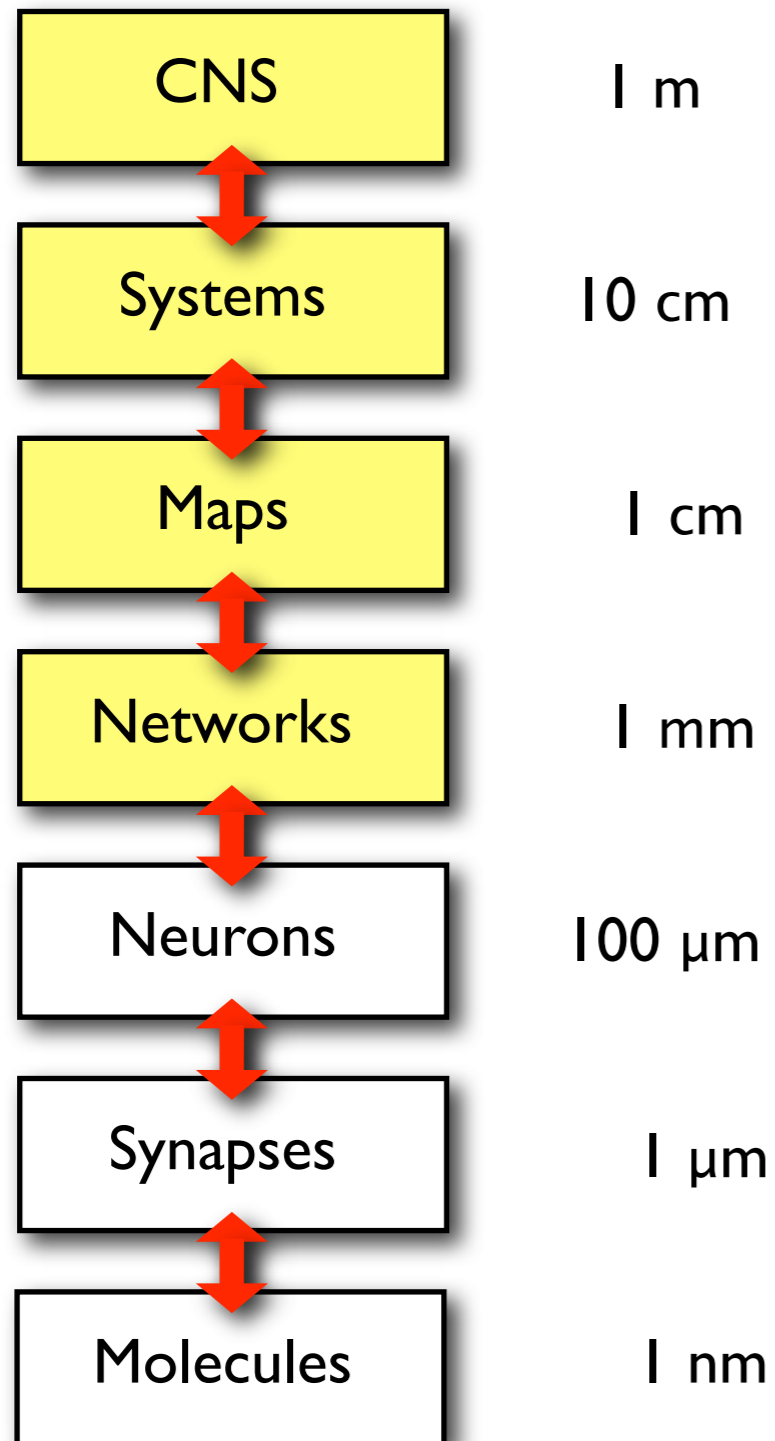 CNS 1 m
Systems 10 cm
Maps 1 cm
Networks 1 mm
Neurons 100 µm
Synapses 1 µm
Molecules 1 nm